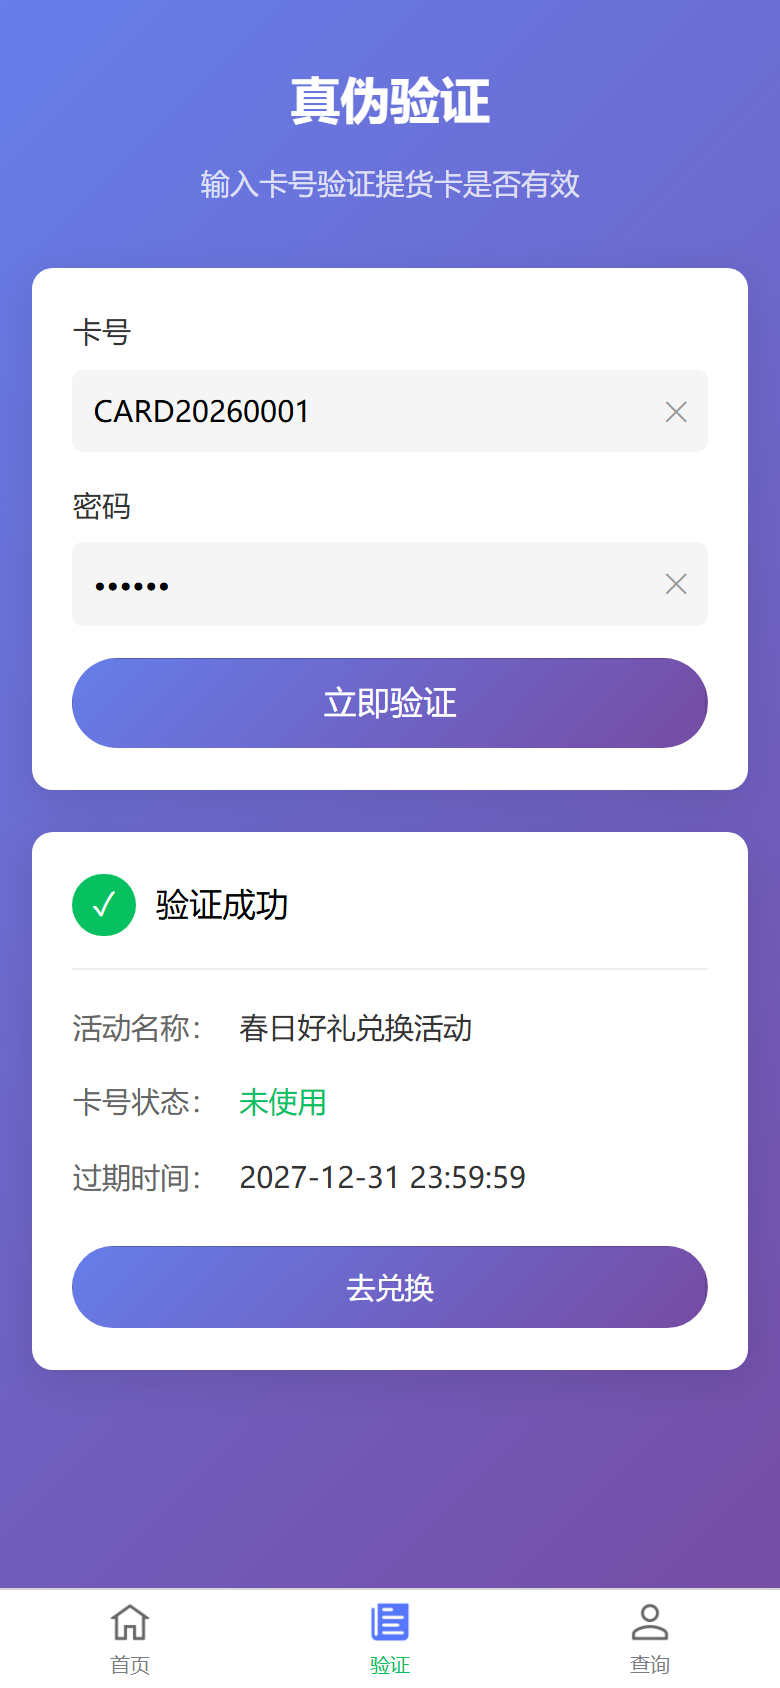 真伪验证
输入卡号验证提货卡是否有效
卡号
CARD20260001
密码
••••••
立即验证
验证成功
活动名称： 春日好礼兑换活动
卡号状态： 未使用
过期时间： 2027-12-31 23:59:59
去兑换
首页 验证 查询